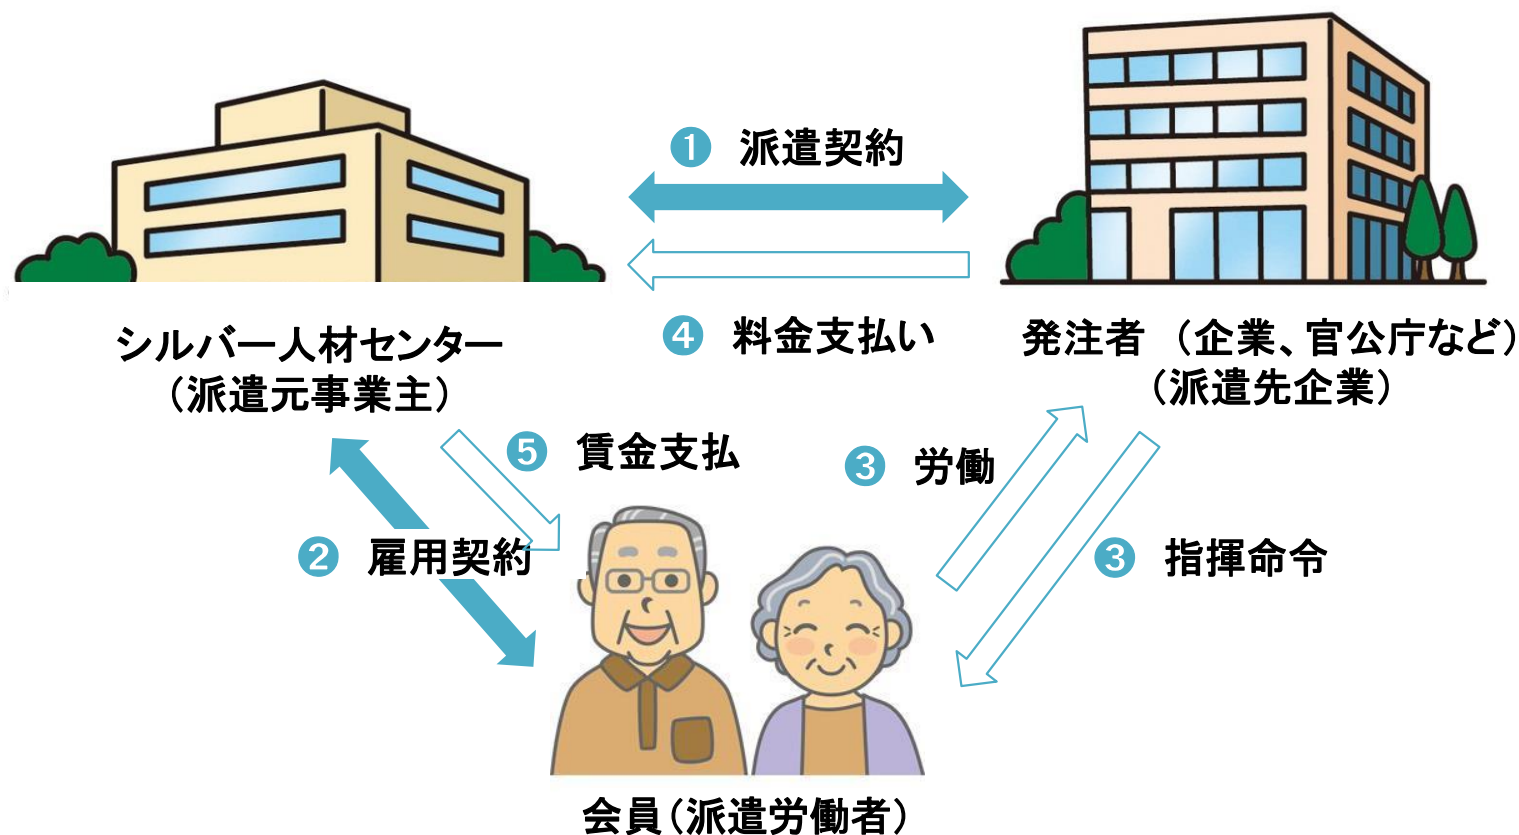 ❶ 派遣契約
シルバー人材センター
（派遣元事業主）
❹ 料金支払い
発注者 （企業、官公庁など）
（派遣先企業）
❺ 賃金支払
❸ 労働
❷ 雇用契約
❸ 指揮命令
会員（派遣労働者）